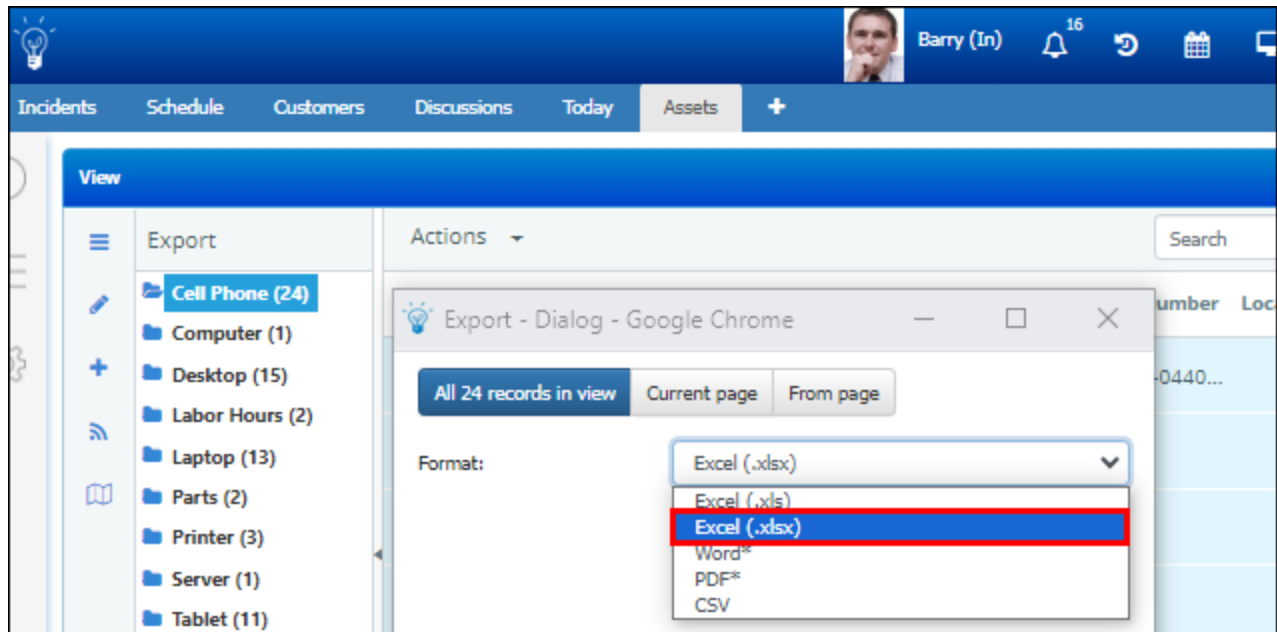 Barry (In)
16
Incidents
Schedule
Customers
Discussions
Today
Assets
+
View
Export
Actions
Search
Cell Phone (24)
Computer (1)
Desktop (15)
Labor Hours (2)
Laptop (13)
Parts (2)
Printer (3)
Server (1)
Tablet (11)
umber
Loc
-0440...
Export - Dialog - Google Chrome
All 24 records in view
Current page
From page
Format:
Excel (.xlsx)
Excel (.xls)
Excel (.xlsx)
Word*
PDF*
CSV